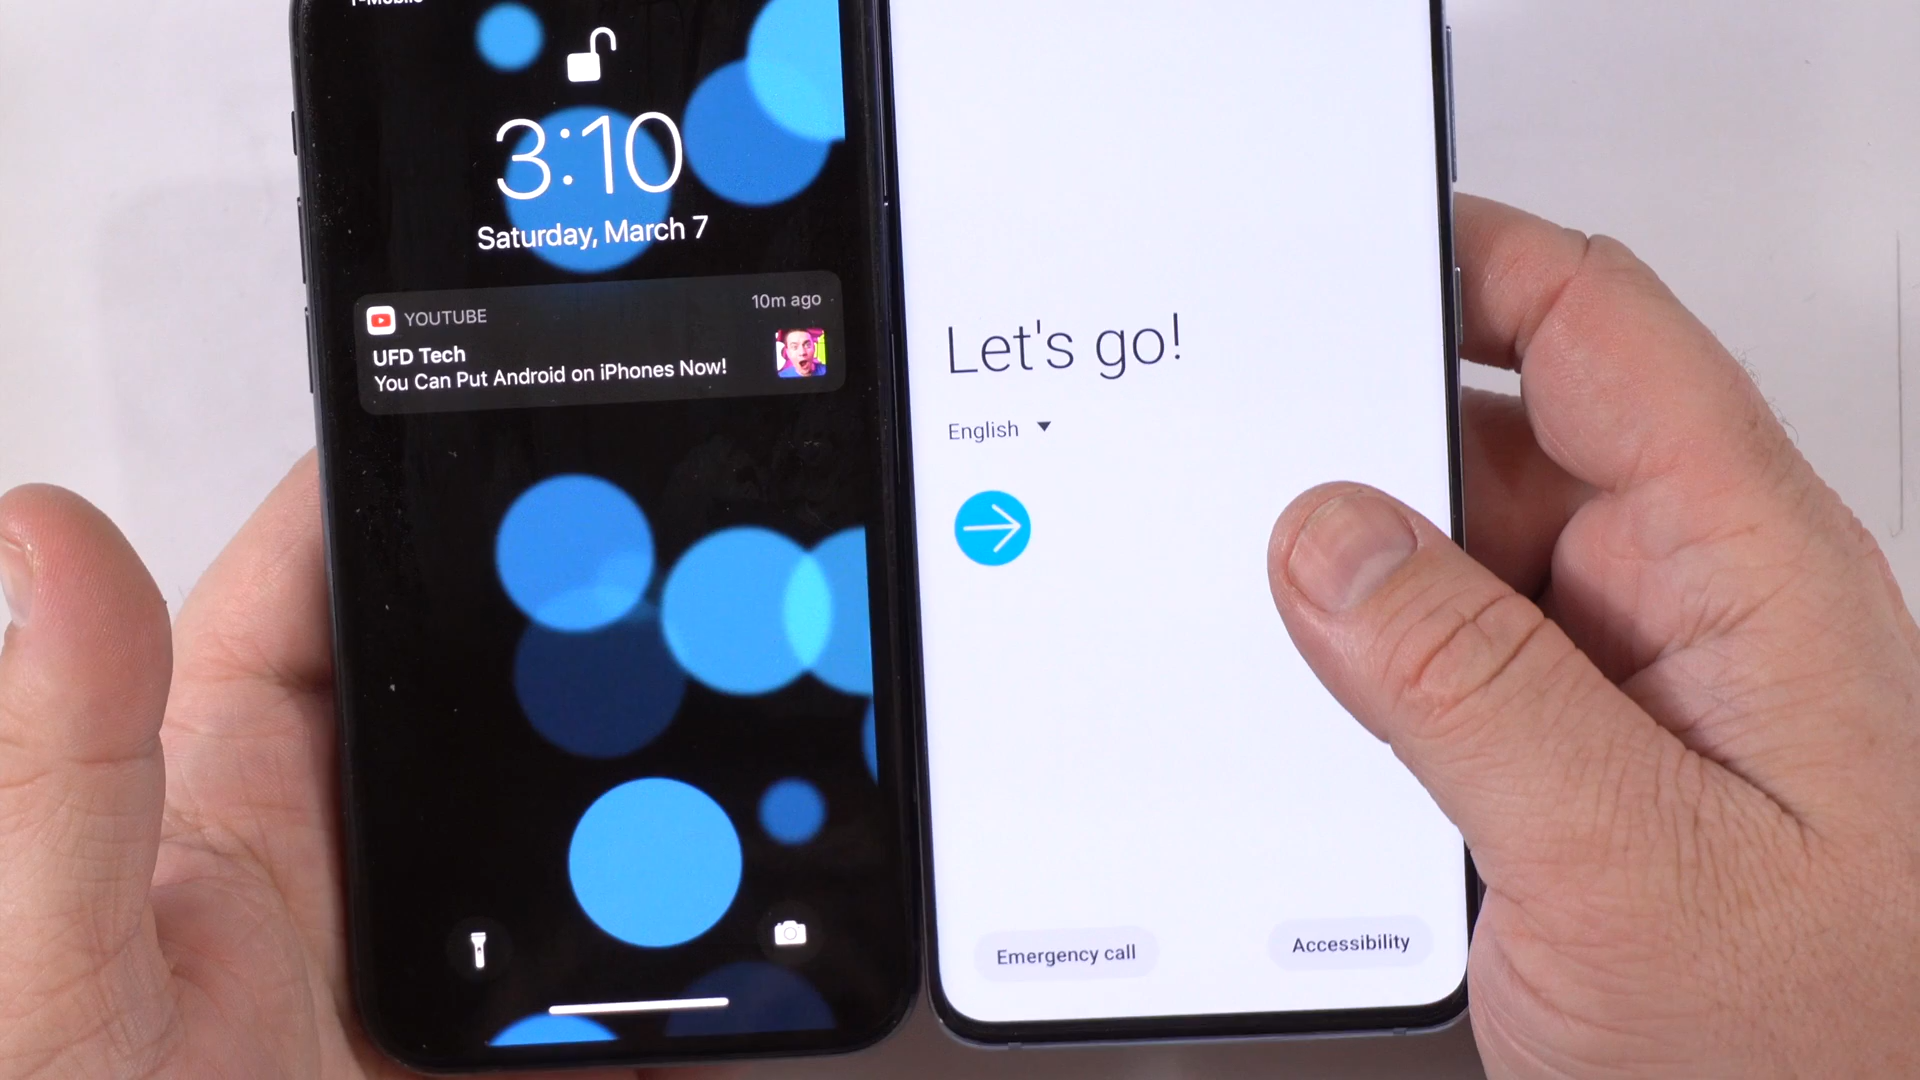 T-Mobile
3:10
Saturday, March 7
YOUTUBE
10m ago
UFD Tech
You Can Put Android on iPhones Now!
Let's go!
English
Emergency call
Accessibility